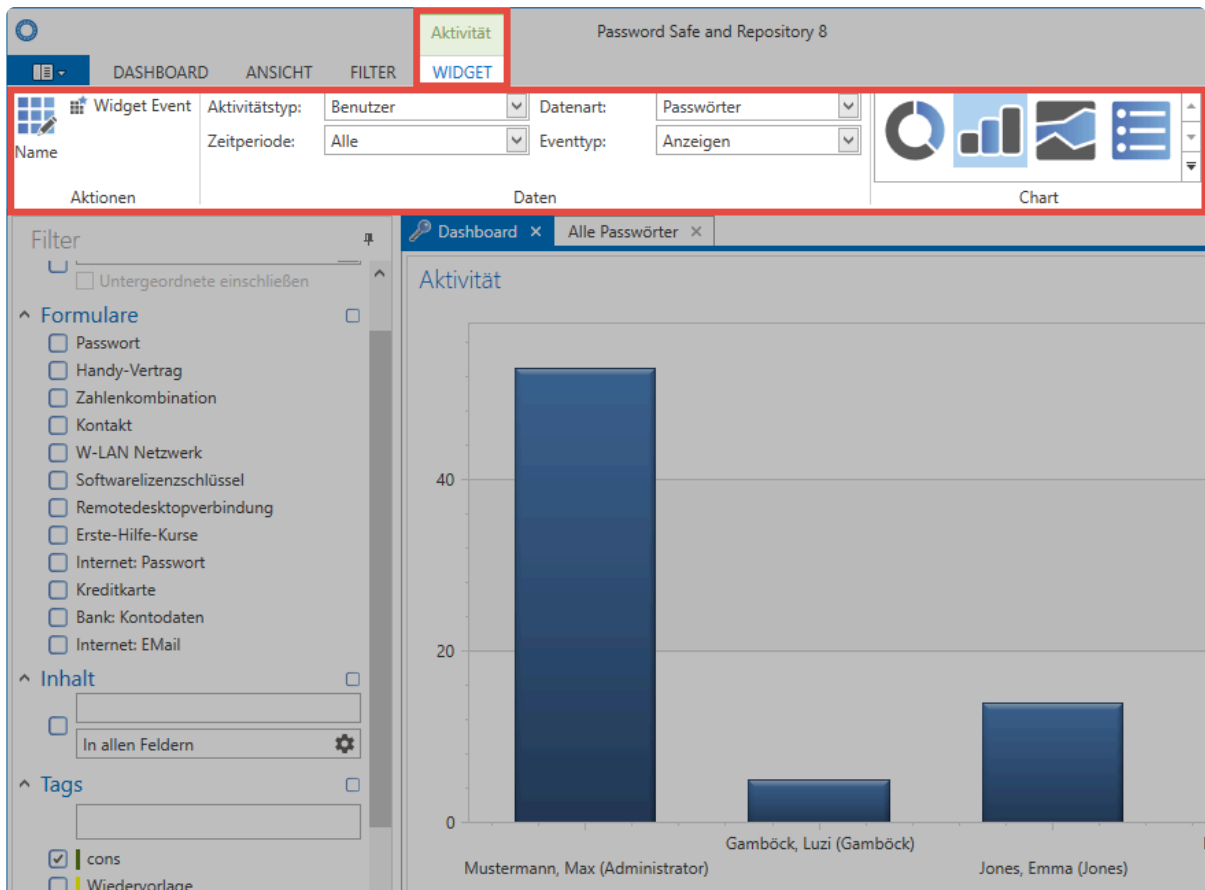 Aktivität
Password Safe and Repository 8
DASHBOARD ANSICHT FILTER WIDGET
Name
Widget Event
Aktionen
Aktivitätstyp: Benutzer
Datenart: Passwörter
Zeitperiode: Alle
Eventtyp: Anzeigen
Daten
Chart
Filter
Untergeordnete einschließen
Formulare
Passwort
Handy-Vertrag
Zahlenkombination
Kontakt
W-LAN Netzwerk
Softwarelizenzschlüssel
Remotedesktopverbindung
Erste-Hilfe-Kurse
Internet: Passwort
Kreditkarte
Bank: Kontodaten
Internet: EMail
Inhalt
In allen Feldern
Tags
cons
Wiedervorlage
Dashboard
Alle Passwörter
Aktivität
40
20
0
Gamböck, Luzi (Gamböck)
Mustermann, Max (Administrator)
Jones, Emma (Jones)